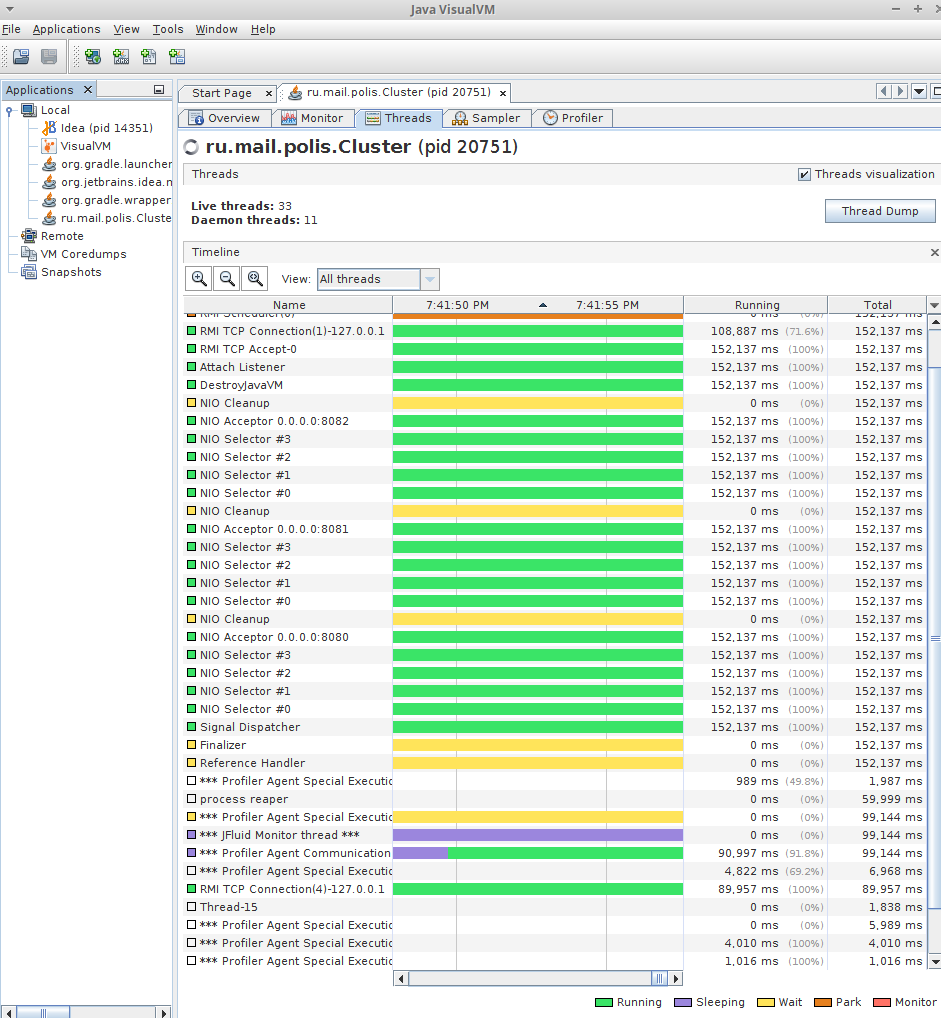 Java VisualVM
File Applications View Tools Window Help
Applications
Start Page ru.mail.polis.Cluster (pid 20751)
Local
Idea (pid 14351)
VisualVM
org.gradle.launcher
org.jetbrains.idea.m
org.gradle.wrapper
ru.mail.polis.Cluste
Remote
VM Coredumps
Snapshots
Overview Monitor Threads Sampler Profiler
ru.mail.polis.Cluster (pid 20751)
Threads Threads visualization
Live threads: 33
Daemon threads: 11
Thread Dump
Timeline
View: All threads
Name 7:41:50 PM 7:41:55 PM Running Total
RMI Scheduler(0) 0 ms (0%) 152,137 ms
RMI TCP Connection(1)-127.0.0.1 108,887 ms (71.6%) 152,137 ms
RMI TCP Accept-0 152,137 ms (100%) 152,137 ms
Attach Listener 152,137 ms (100%) 152,137 ms
DestroyJavaVM 152,137 ms (100%) 152,137 ms
NIO Cleanup 0 ms (0%) 152,137 ms
NIO Acceptor 0.0.0.0:8082 152,137 ms (100%) 152,137 ms
NIO Selector #3 152,137 ms (100%) 152,137 ms
NIO Selector #2 152,137 ms (100%) 152,137 ms
NIO Selector #1 152,137 ms (100%) 152,137 ms
NIO Selector #0 152,137 ms (100%) 152,137 ms
NIO Cleanup 0 ms (0%) 152,137 ms
NIO Acceptor 0.0.0.0:8081 152,137 ms (100%) 152,137 ms
NIO Selector #3 152,137 ms (100%) 152,137 ms
NIO Selector #2 152,137 ms (100%) 152,137 ms
NIO Selector #1 152,137 ms (100%) 152,137 ms
NIO Selector #0 152,137 ms (100%) 152,137 ms
NIO Cleanup 0 ms (0%) 152,137 ms
NIO Acceptor 0.0.0.0:8080 152,137 ms (100%) 152,137 ms
NIO Selector #3 152,137 ms (100%) 152,137 ms
NIO Selector #2 152,137 ms (100%) 152,137 ms
NIO Selector #1 152,137 ms (100%) 152,137 ms
NIO Selector #0 152,137 ms (100%) 152,137 ms
Signal Dispatcher 152,137 ms (100%) 152,137 ms
Finalizer 0 ms (0%) 152,137 ms
Reference Handler 0 ms (0%) 152,137 ms
*** Profiler Agent Special Executio 989 ms (49.8%) 1,987 ms
process reaper 0 ms (0%) 59,999 ms
*** Profiler Agent Special Executio 0 ms (0%) 99,144 ms
*** JFluid Monitor thread *** 0 ms (0%) 99,144 ms
*** Profiler Agent Communication 90,997 ms (91.8%) 99,144 ms
*** Profiler Agent Special Executio 4,822 ms (69.2%) 6,968 ms
RMI TCP Connection(4)-127.0.0.1 89,957 ms (100%) 89,957 ms
Thread-15 0 ms (0%) 1,838 ms
*** Profiler Agent Special Executio 0 ms (0%) 5,989 ms
*** Profiler Agent Special Executio 4,010 ms (100%) 4,010 ms
*** Profiler Agent Special Executio 1,016 ms (100%) 1,016 ms
Running Sleeping Wait Park Monitor